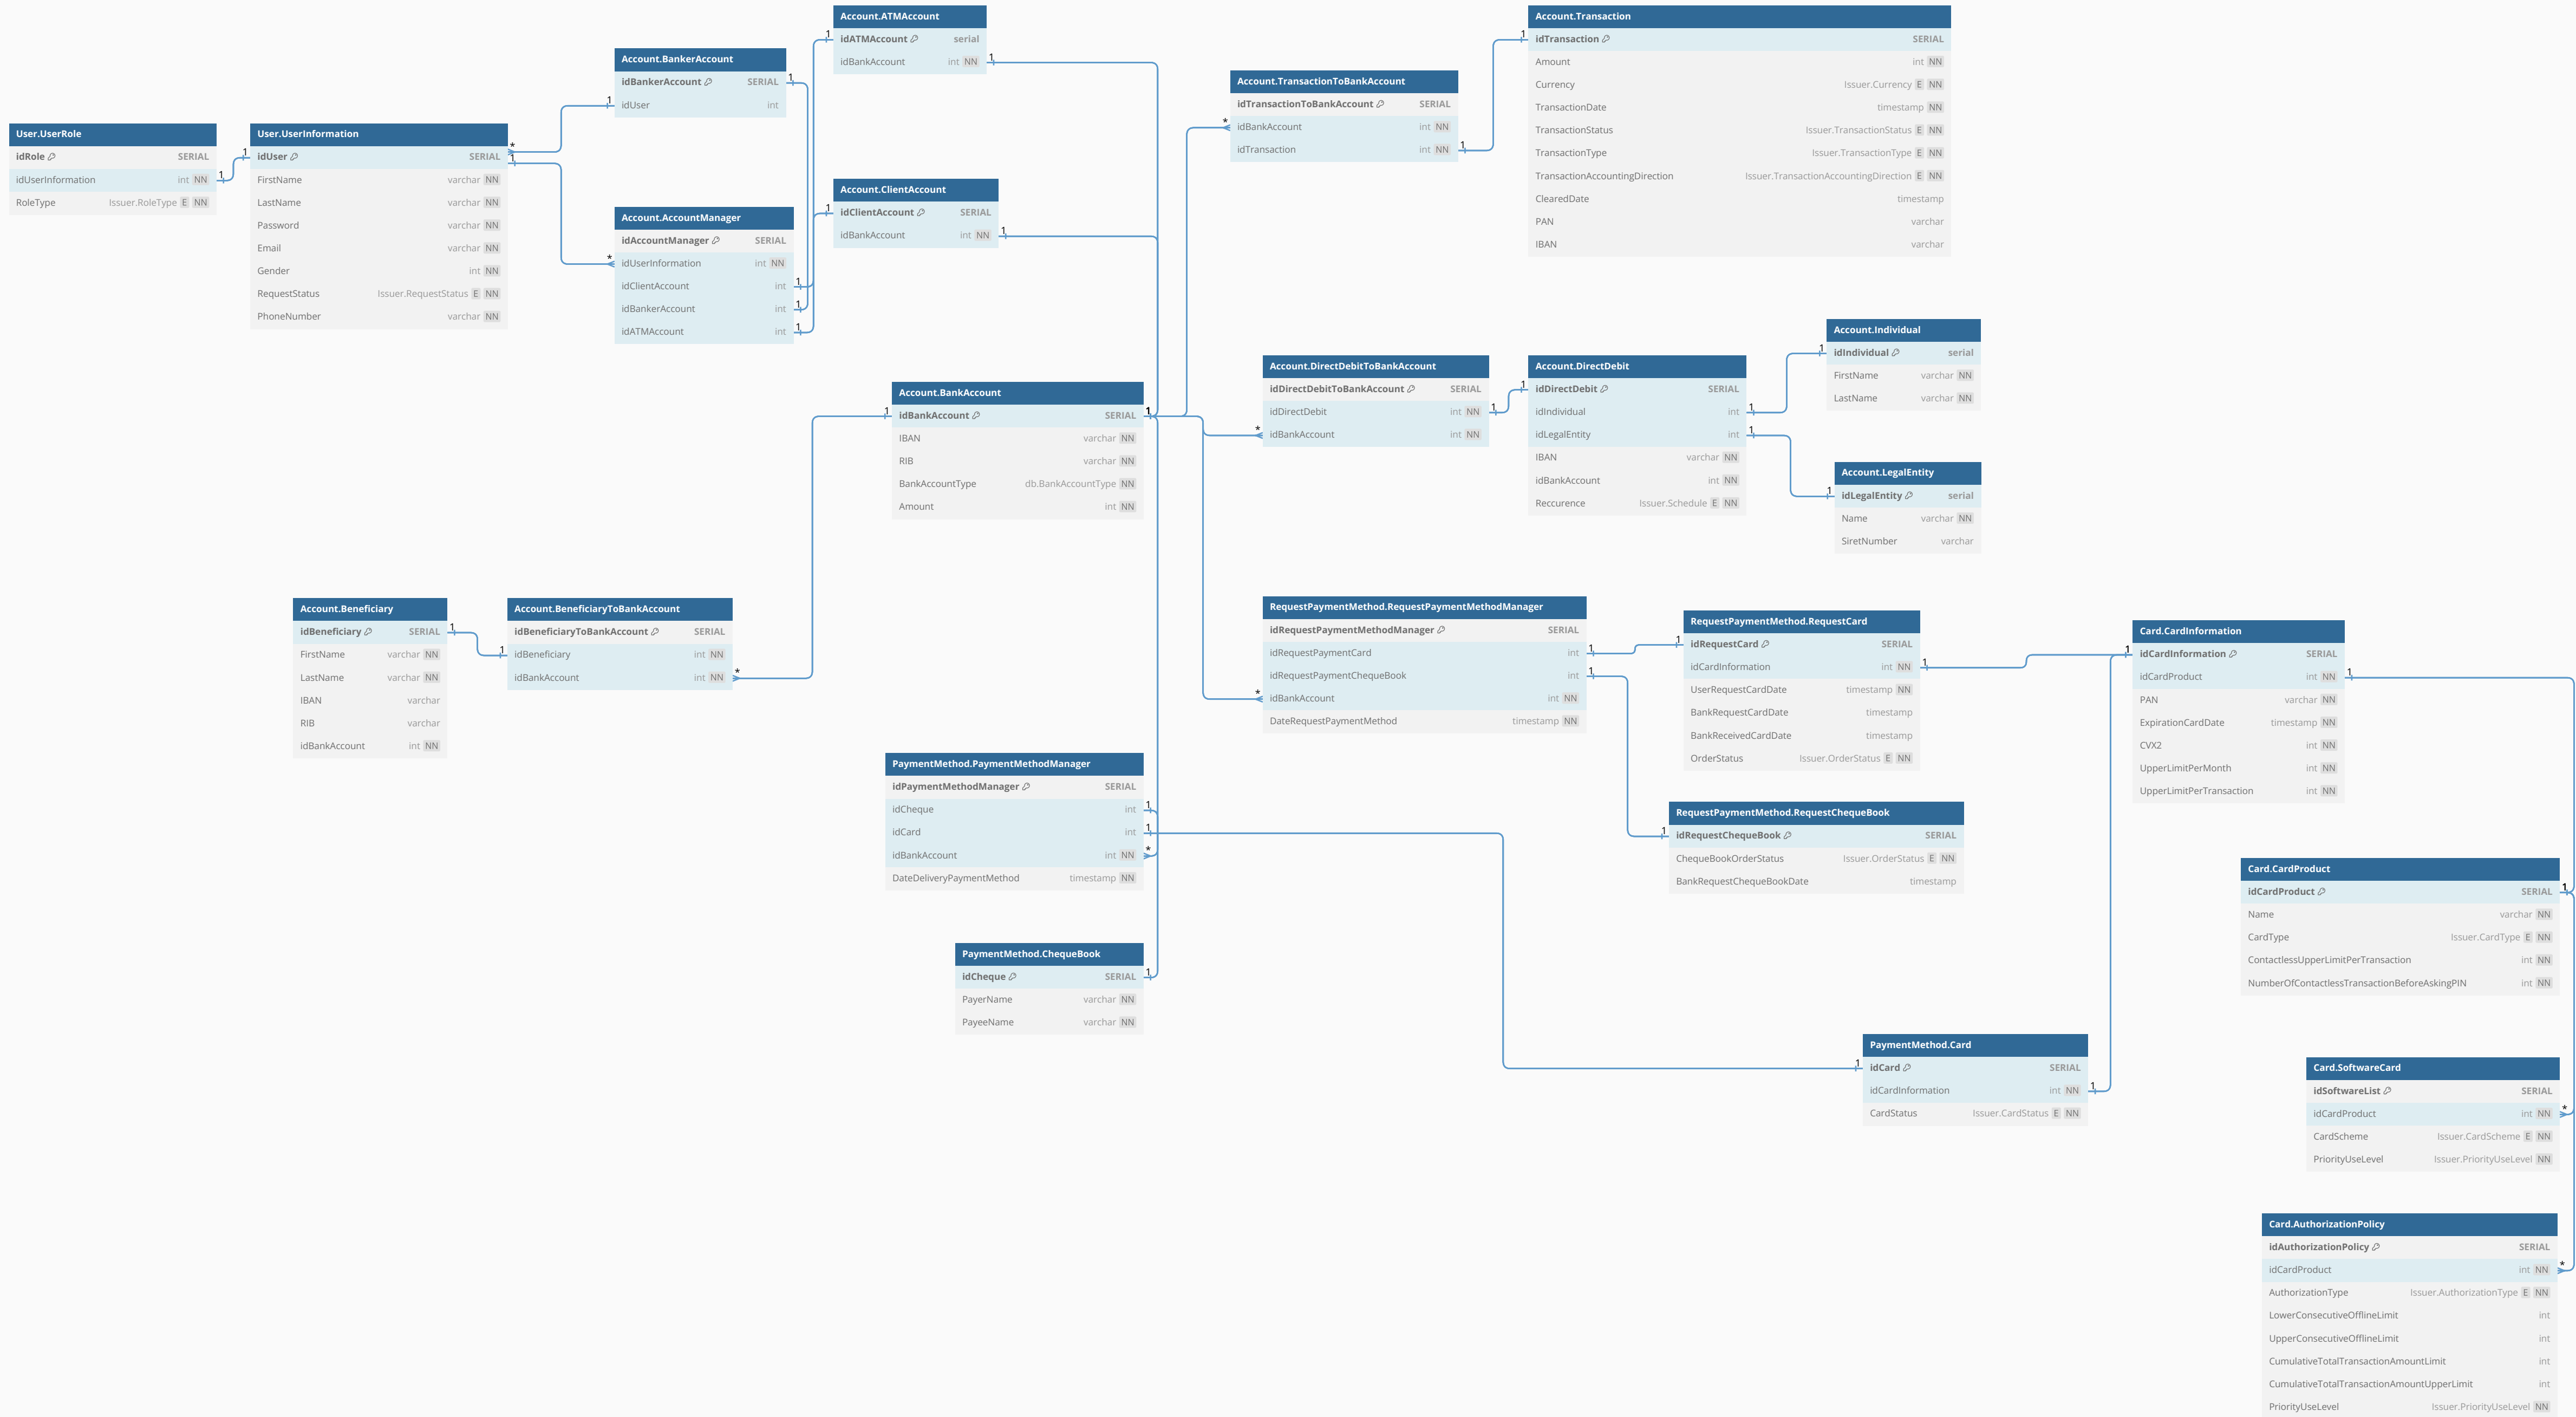 Account.ATMAccount
idATMAccount serial
idBankAccount int NN
Account.Transaction
idTransaction SERIAL
Amount int NN
Currency Issuer.Currency E NN
TransactionDate timestamp NN
TransactionStatus Issuer.TransactionStatus E NN
TransactionType Issuer.TransactionType E NN
TransactionAccountingDirection Issuer.TransactionAccountingDirection E NN
ClearedDate timestamp
PAN varchar
IBAN varchar
Account.BankerAccount
idBankerAccount SERIAL
idUser int
Account.TransactionToBankAccount
idTransactionToBankAccount SERIAL
idBankAccount int NN
idTransaction int NN
User.UserRole
idRole SERIAL
idUserInformation int NN
RoleType Issuer.RoleType E NN
User.UserInformation
idUser SERIAL
FirstName varchar NN
LastName varchar NN
Password varchar NN
Email varchar NN
Gender int NN
RequestStatus Issuer.RequestStatus E NN
PhoneNumber varchar NN
Account.ClientAccount
idClientAccount SERIAL
idBankAccount int NN
Account.AccountManager
idAccountManager SERIAL
idUserInformation int NN
idClientAccount int
idBankerAccount int
idATMAccount int
Account.Individual
idIndividual serial
FirstName varchar NN
LastName varchar NN
Account.DirectDebitToBankAccount
idDirectDebitToBankAccount SERIAL
idDirectDebit int NN
idBankAccount int NN
Account.DirectDebit
idDirectDebit SERIAL
idIndividual int
idLegalEntity int
IBAN varchar NN
idBankAccount int NN
Reccurence Issuer.Schedule E NN
Account.BankAccount
idBankAccount SERIAL
IBAN varchar NN
RIB varchar NN
BankAccountType db.BankAccountType NN
Amount int NN
Account.LegalEntity
idLegalEntity serial
Name varchar NN
SiretNumber varchar
Account.Beneficiary
idBeneficiary SERIAL
FirstName varchar NN
LastName varchar NN
IBAN varchar
RIB varchar
idBankAccount int NN
Account.BeneficiaryToBankAccount
idBeneficiaryToBankAccount SERIAL
idBeneficiary int NN
idBankAccount int NN
RequestPaymentMethod.RequestPaymentMethodManager
idRequestPaymentMethodManager SERIAL
idRequestPaymentCard int
idRequestPaymentChequeBook int
idBankAccount int NN
DateRequestPaymentMethod timestamp NN
RequestPaymentMethod.RequestCard
idRequestCard SERIAL
idCardInformation int NN
UserRequestCardDate timestamp NN
BankRequestCardDate timestamp
BankReceivedCardDate timestamp
OrderStatus Issuer.OrderStatus E NN
Card.CardInformation
idCardInformation SERIAL
idCardProduct int NN
PAN varchar NN
ExpirationCardDate timestamp NN
CVX2 int NN
UpperLimitPerMonth int NN
UpperLimitPerTransaction int NN
PaymentMethod.PaymentMethodManager
idPaymentMethodManager SERIAL
idCheque int
idCard int
idBankAccount int NN
DateDeliveryPaymentMethod timestamp NN
RequestPaymentMethod.RequestChequeBook
idRequestChequeBook SERIAL
ChequeBookOrderStatus Issuer.OrderStatus E NN
BankRequestChequeBookDate timestamp
Card.CardProduct
idCardProduct SERIAL
Name varchar NN
CardType Issuer.CardType E NN
ContactlessUpperLimitPerTransaction int NN
NumberOfContactlessTransactionBeforeAskingPIN int NN
PaymentMethod.ChequeBook
idCheque SERIAL
PayerName varchar NN
PayeeName varchar NN
PaymentMethod.Card
idCard SERIAL
idCardInformation int NN
CardStatus Issuer.CardStatus E NN
Card.SoftwareCard
idSoftwareList SERIAL
idCardProduct int NN
CardScheme Issuer.CardScheme E NN
PriorityUseLevel Issuer.PriorityUseLevel NN
Card.AuthorizationPolicy
idAuthorizationPolicy SERIAL
idCardProduct int NN
AuthorizationType Issuer.AuthorizationType E NN
LowerConsecutiveOfflineLimit int
UpperConsecutiveOfflineLimit int
CumulativeTotalTransactionAmountLimit int
CumulativeTotalTransactionAmountUpperLimit int
PriorityUseLevel Issuer.PriorityUseLevel NN